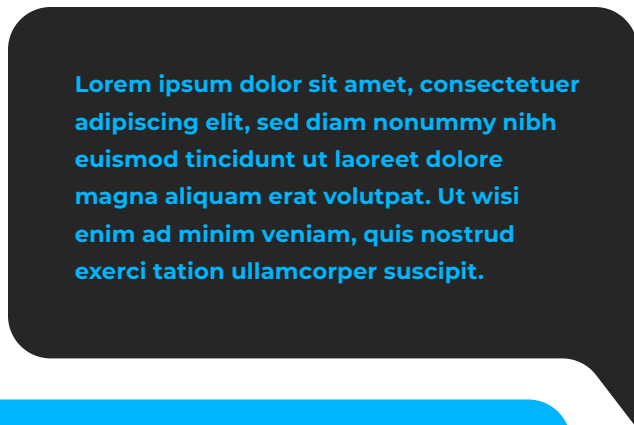 Lorem ipsum dolor sit amet, consectetuer
adipiscing elit, sed diam nonummy nibh
euismod tincidunt ut laoreet dolore
magna aliquam erat volutpat. Ut wisi
enim ad minim veniam, quis nostrud
exerci tation ullamcorper suscipit.